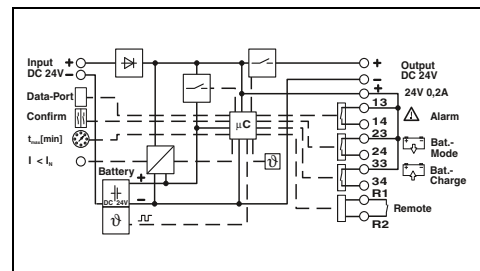 Input
DC 24V
+
−
Data-Port
Confirm
tmax[min]
I < IN
Battery
+
−
DC 24V
ϑ
µC
ϑ
+
−
Output
DC 24V
+
24V 0,2A
13
14
Alarm
23
24
Bat.-
Mode
33
34
Bat.-
Charge
R1
R2
Remote